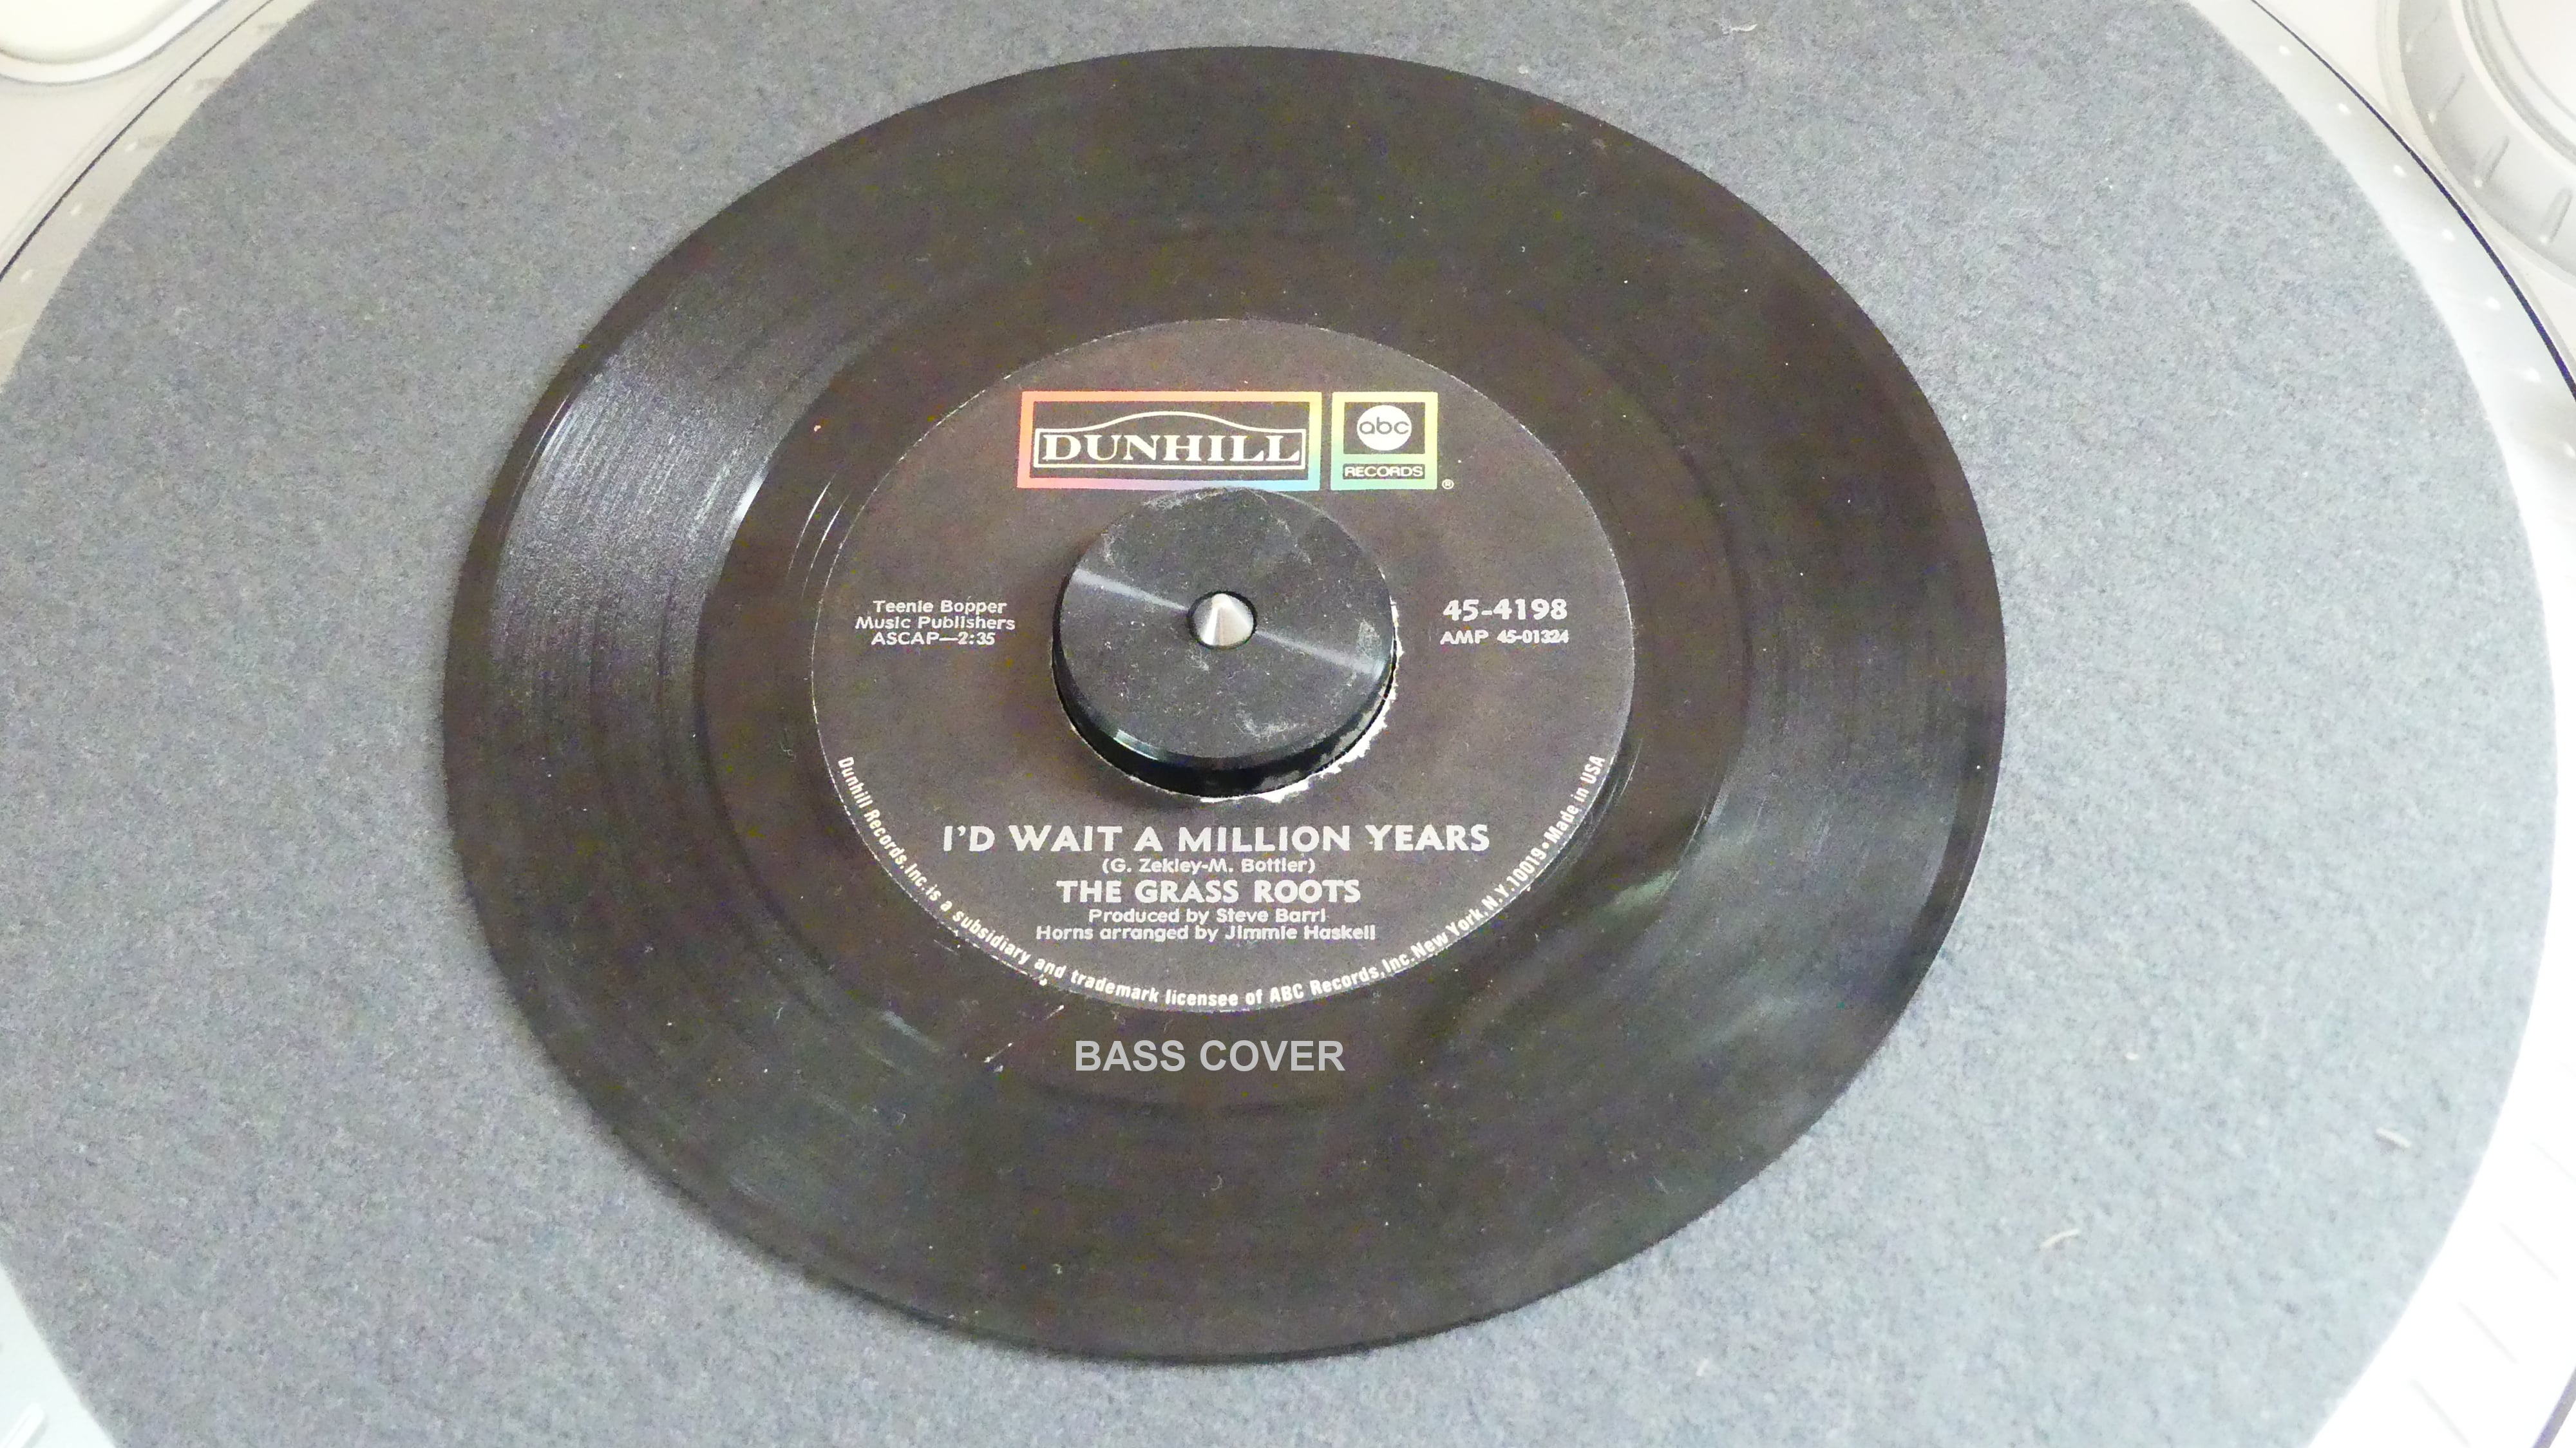 DUNHILL
abc
RECORDS
®
Teenie Bopper
Music Publishers
ASCAP—2:35
45-4198
AMP 45-01324
I'D WAIT A MILLION YEARS
(G. Zekley-M. Bottler)
THE GRASS ROOTS
Produced by Steve Barri
Horns arranged by Jimmie Haskell
Dunhill Records, Inc. is a subsidiary and trademark licensee of ABC Records, Inc. New York, N.Y. 10019 • Made in USA
BASS COVER